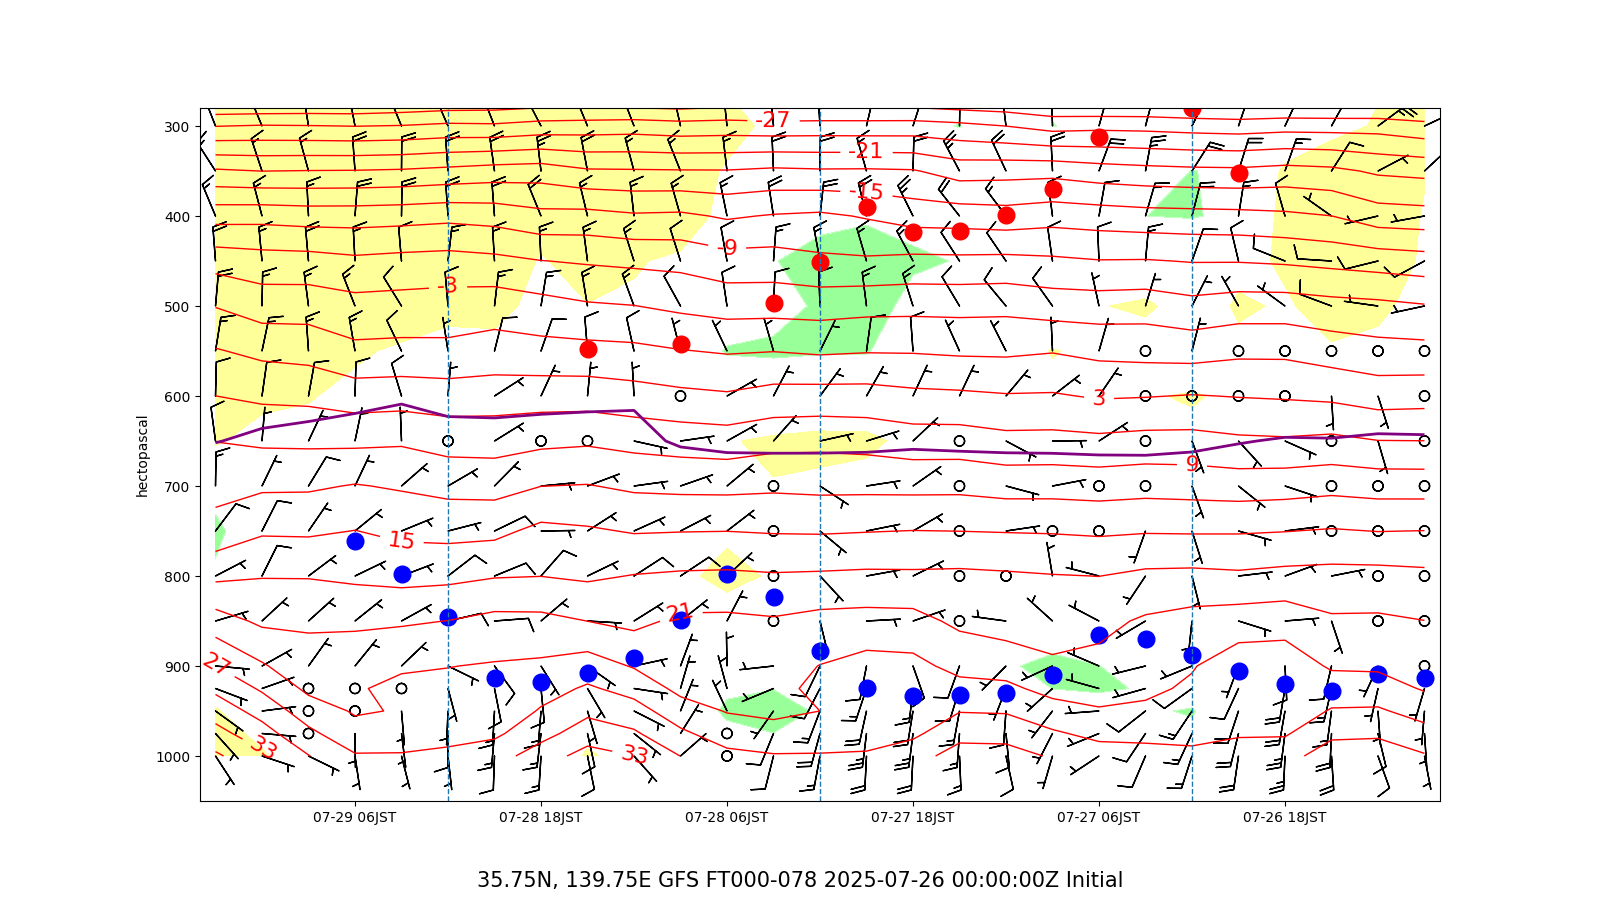 300
400
500
600
700
800
900
1000
hectopascal
-27
-21
-15
-9
-3
3
9
15
21
27
33
33
07-29 06JST
07-28 18JST
07-28 06JST
07-27 18JST
07-27 06JST
07-26 18JST
35.75N, 139.75E GFS FT000-078 2025-07-26 00:00:00Z Initial